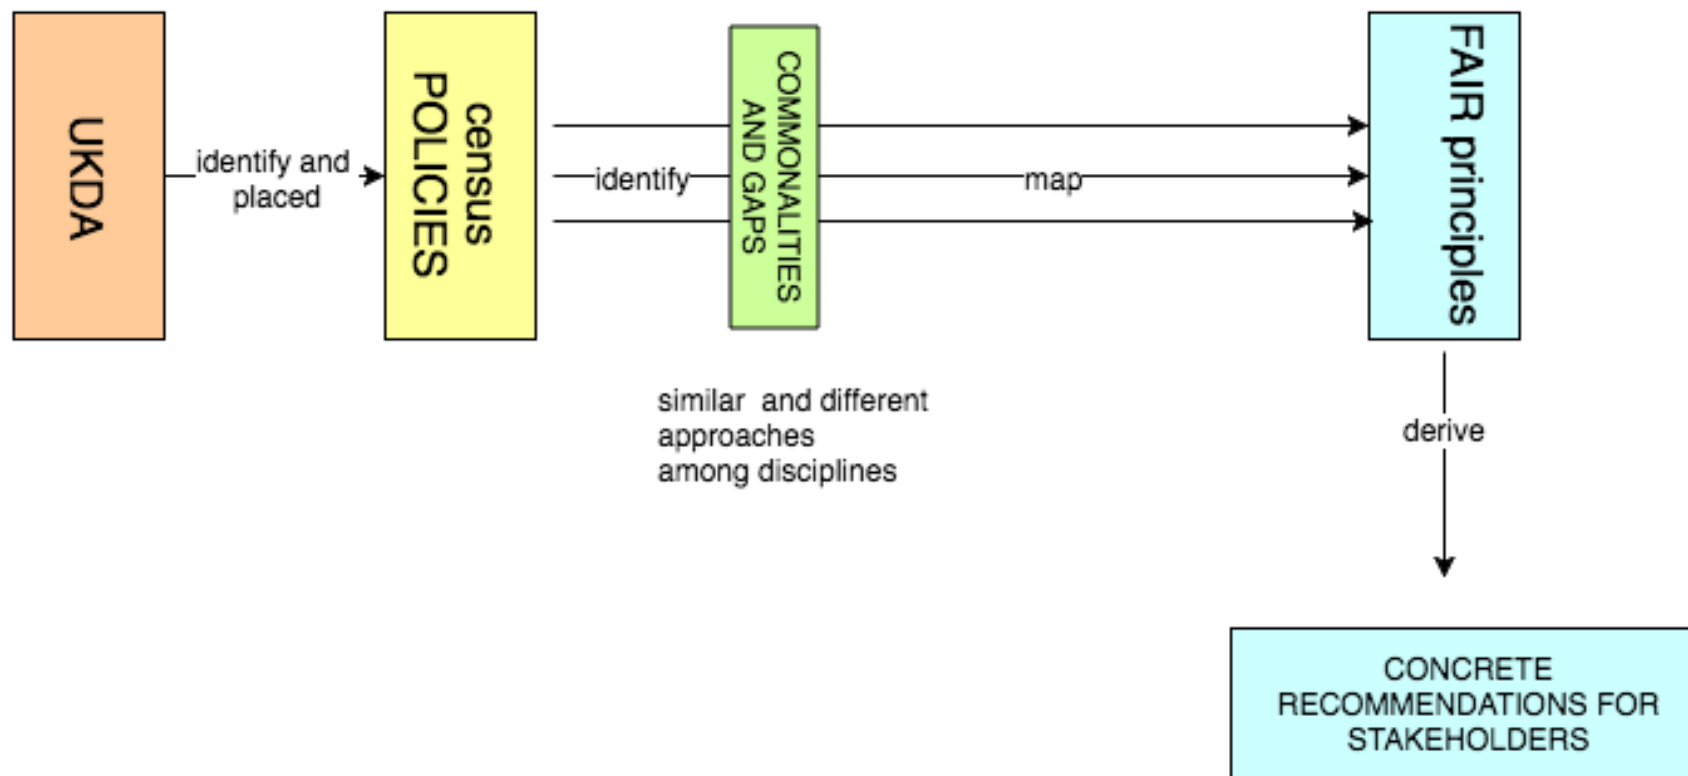 UKDA
identify and
placed
census
POLICIES
identify
COMMONALITIES
AND GAPS
map
FAIR principles
similar and different
approaches
among disciplines
derive
CONCRETE
RECOMMENDATIONS FOR
STAKEHOLDERS